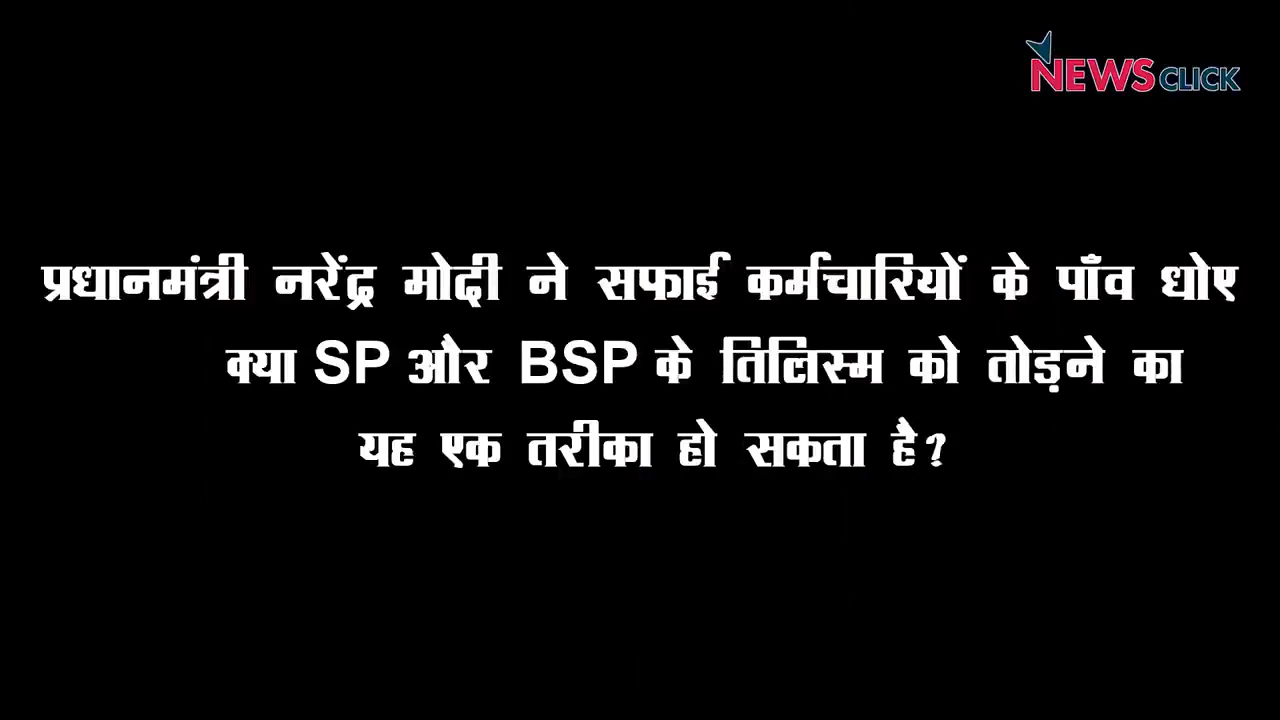 NEWSCLICK
प्रधानमंत्री नरेंद्र मोदी ने सफाई कर्मचारियों के पाँव धोए
क्या SP और BSP के तिलिस्म को तोड़ने का
यह एक तरीका हो सकता है?